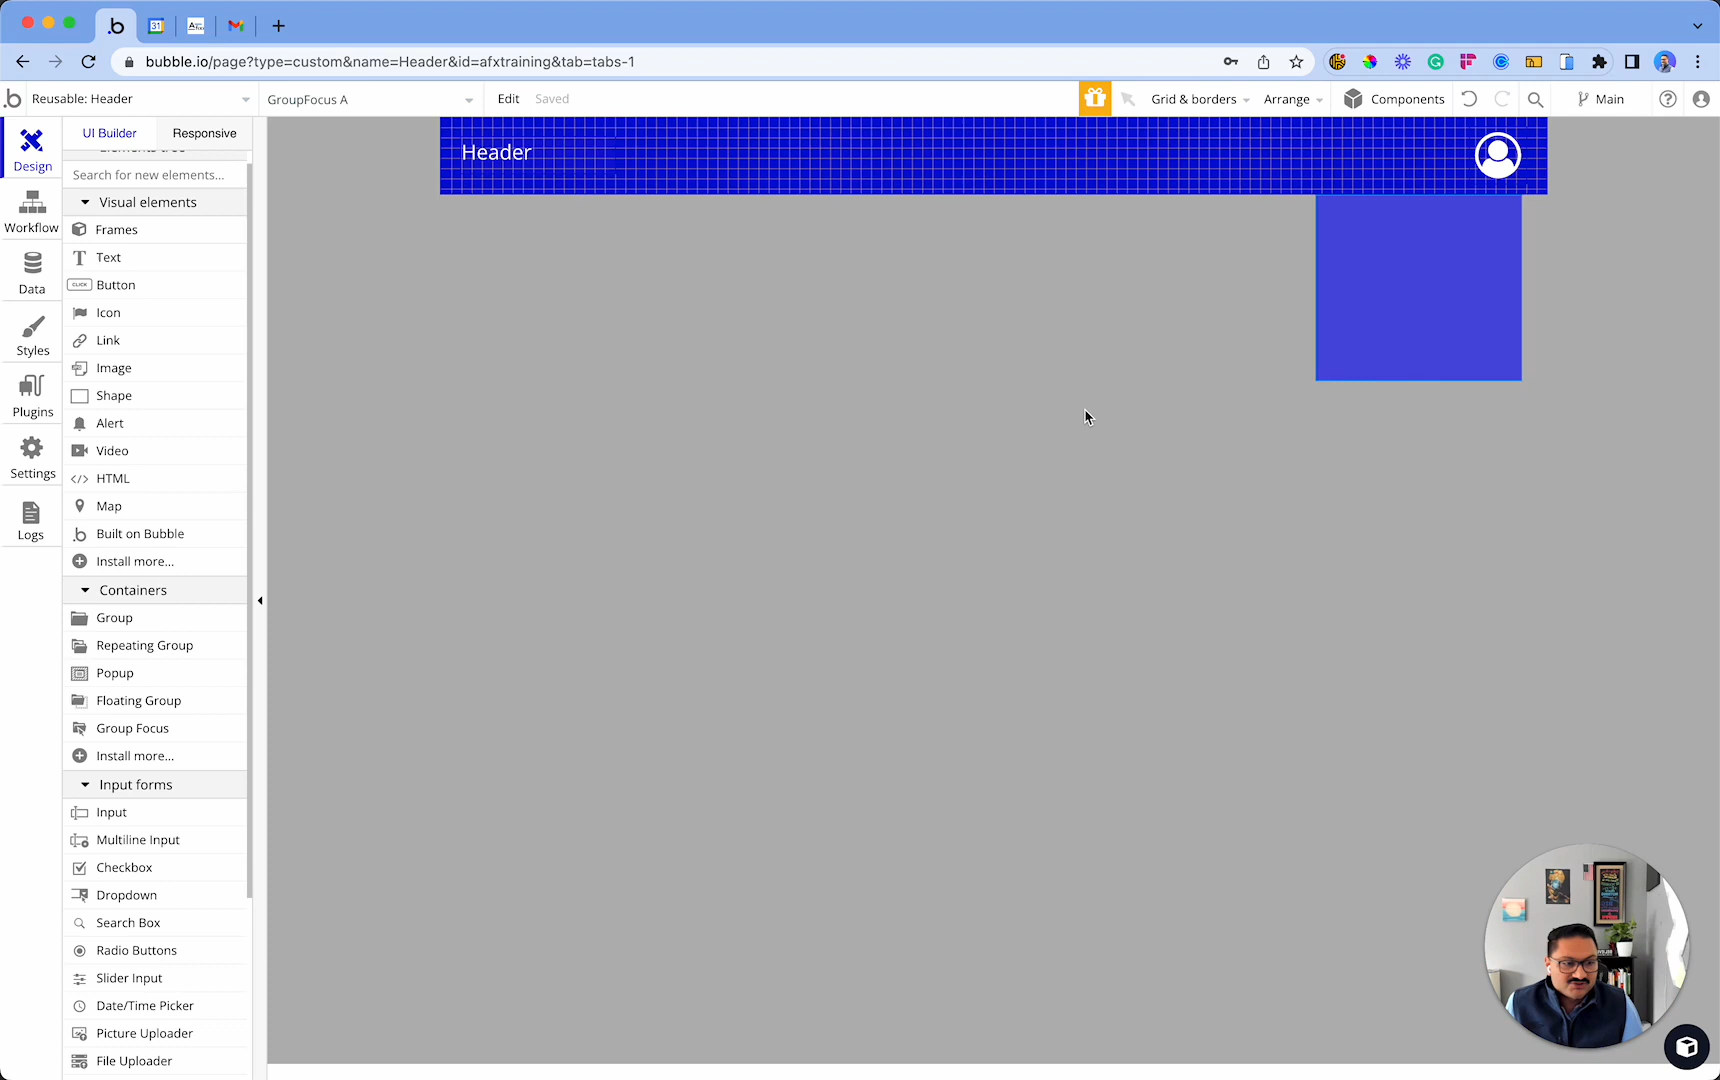 31
bubble.io/page?type=custom&name=Header&id=afxtraining&tab=tabs-1
Reusable: Header
GroupFocus A
Edit
Saved
Grid & borders
Arrange
Components
Main
Design
Workflow
Data
Styles
Plugins
Settings
Logs
UI Builder
Responsive
Elements tree
Search for new elements...
Visual elements
Frames
Text
CLICK
Button
Icon
Link
Image
Shape
Alert
Video
HTML
Map
Built on Bubble
Install more...
Containers
Group
Repeating Group
Popup
Floating Group
Group Focus
Install more...
Input forms
Input
Multiline Input
Checkbox
Dropdown
Search Box
Radio Buttons
Slider Input
Date/Time Picker
Picture Uploader
File Uploader
Header